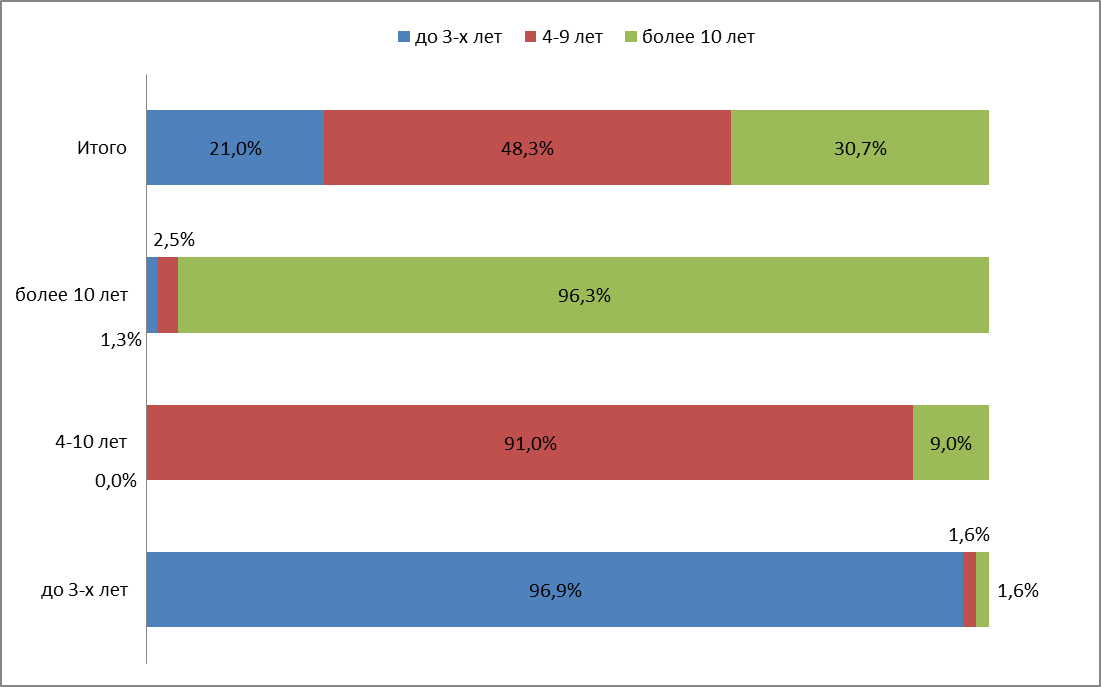 до 3-х лет 4-9 лет более 10 лет
Итого 21,0% 48,3% 30,7%
2,5%
более 10 лет 96,3%
1,3%
4-10 лет 91,0% 9,0%
0,0%
1,6%
до 3-х лет 96,9% 1,6%